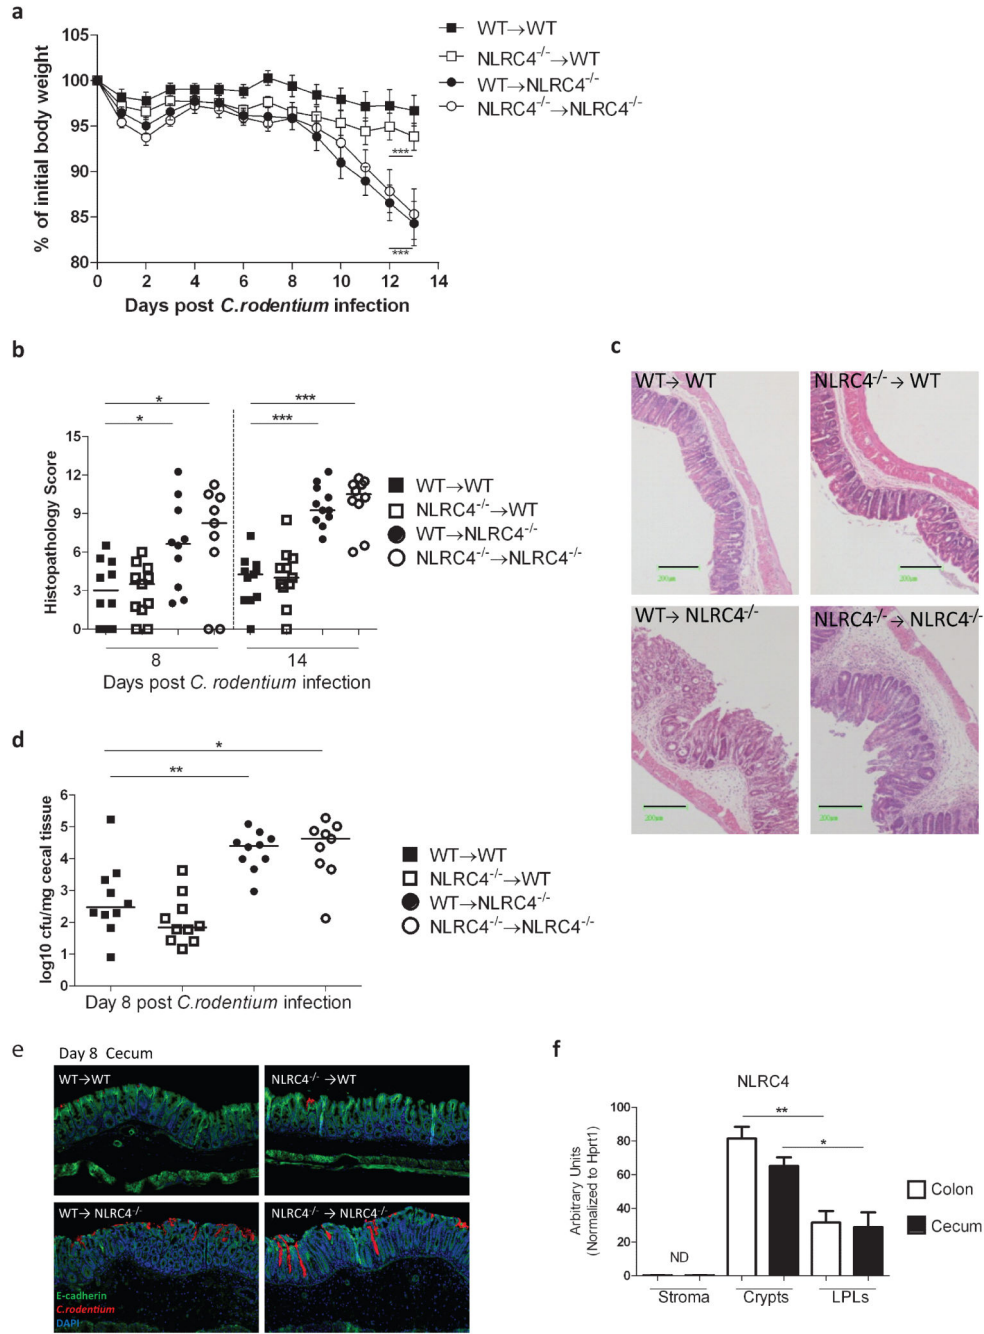 a
WT→WT
NLRC4-/-→WT
WT→NLRC4-/-
NLRC4-/-→NLRC4-/-
% of initial body weight
100
95
90
85
80
***
***
0 2 4 6 8 10 12 14
Days post C.rodentium infection
b
* * *** ***
Histopathology Score
15
12
9
6
3
0
8 14
Days post C. rodentium infection
WT→WT
NLRC4-/-→WT
WT→NLRC4-/-
NLRC4-/-→NLRC4-/-
c
WT→ WT
NLRC4-/- → WT
200µm
200µm
WT→ NLRC4-/-
NLRC4-/- → NLRC4-/-
200µm
200µm
d
*
**
log10 cfu/mg cecal tissue
6
5
4
3
2
1
0
Day 8 post C.rodentium infection
WT→WT
NLRC4-/-→WT
WT→NLRC4-/-
NLRC4-/-→NLRC4-/-
e
Day 8 Cecum
WT→WT
NLRC4-/- →WT
WT→ NLRC4-/-
NLRC4-/- → NLRC4-/-
E-cadherin
C.rodentium
DAPI
f
NLRC4
Arbitrary Units
(Normalized to Hprt1)
100
80
60
40
20
0
**
*
ND
Stroma Crypts LPLs
Colon
Cecum